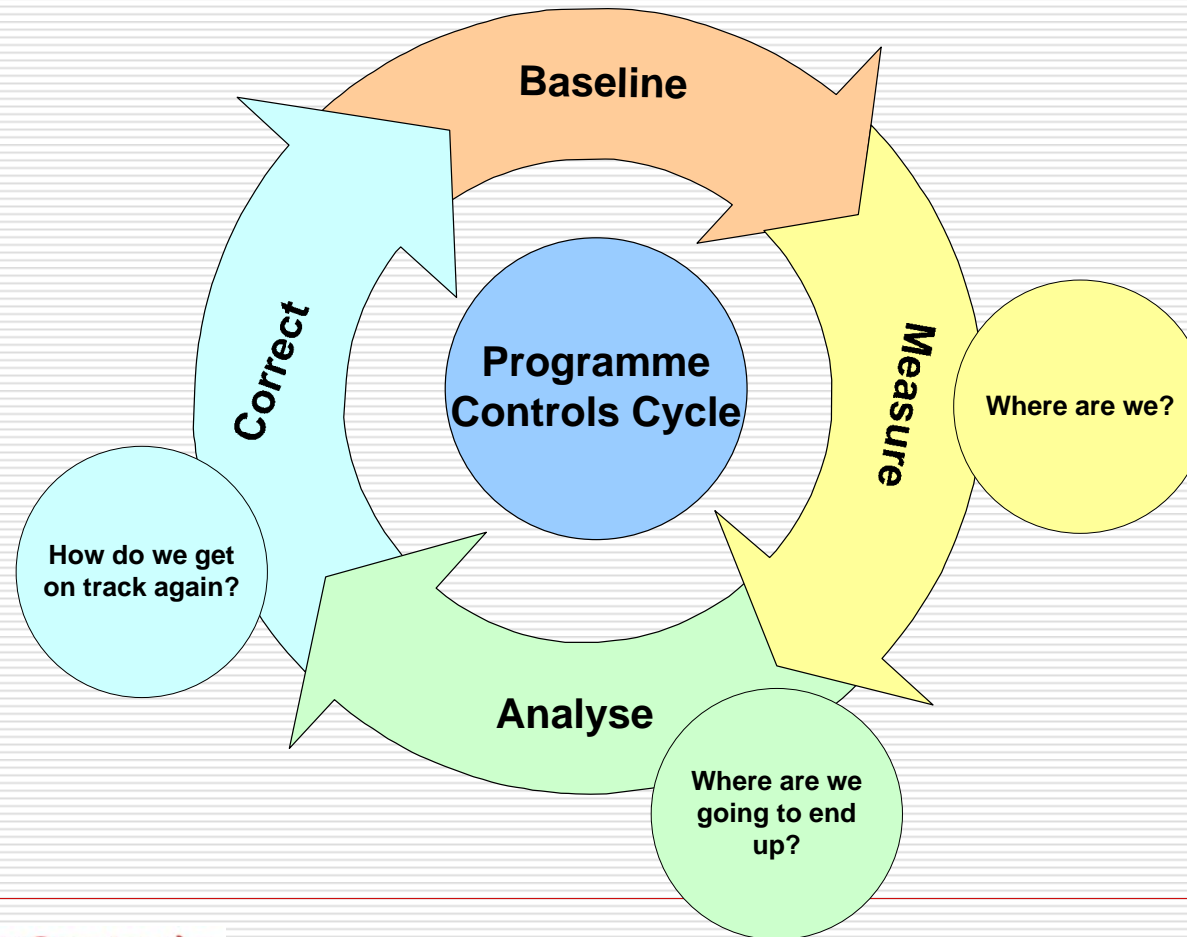 Baseline
Programme
Controls Cycle
Measure
Where are we?
Correct
How do we get
on track again?
Analyse
Where are we
going to end
up?